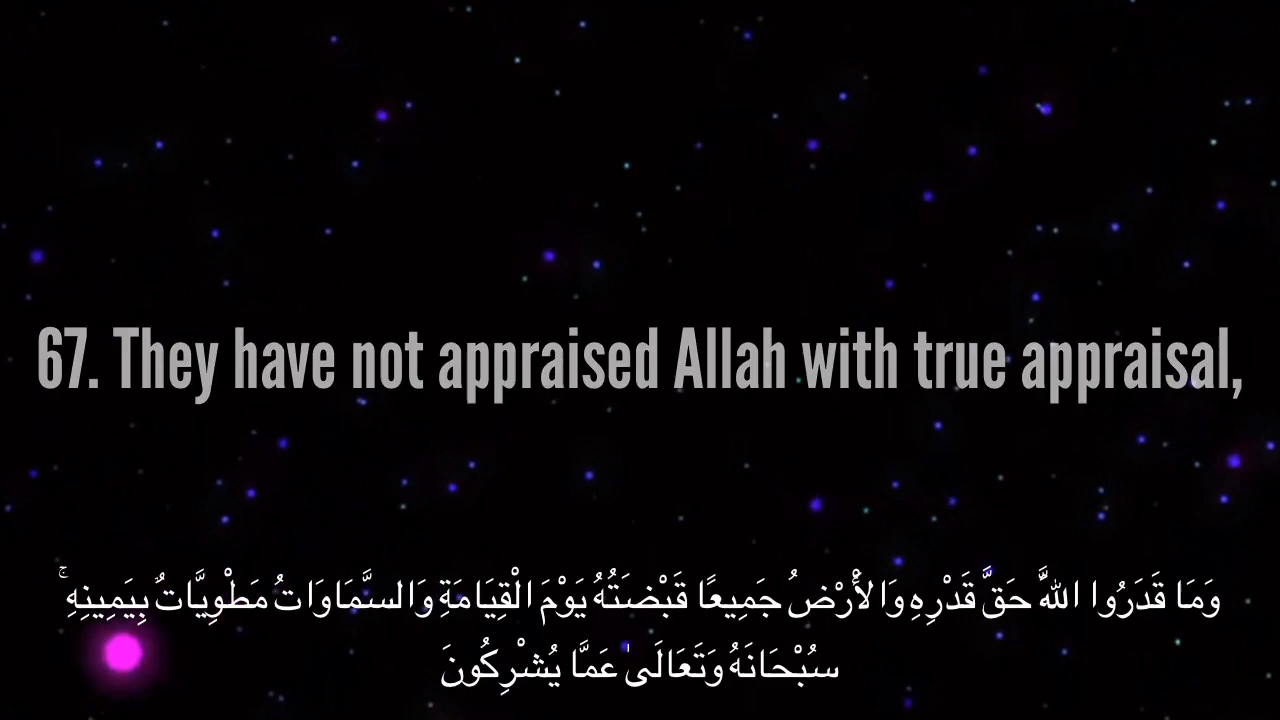 67. They have not appraised Allah with true appraisal,
وَمَا قَدَرُوا اللَّهَ حَقَّ قَدْرِهِ وَالْأَرْضُ جَمِيعًا قَبْضَتُهُ يَوْمَ الْقِيَامَةِ وَالسَّمَاوَاتُ مَطْوِيَّاتٌ بِيَمِينِهِ ۚ
سُبْحَانَهُ وَتَعَالَىٰ عَمَّا يُشْرِكُونَ